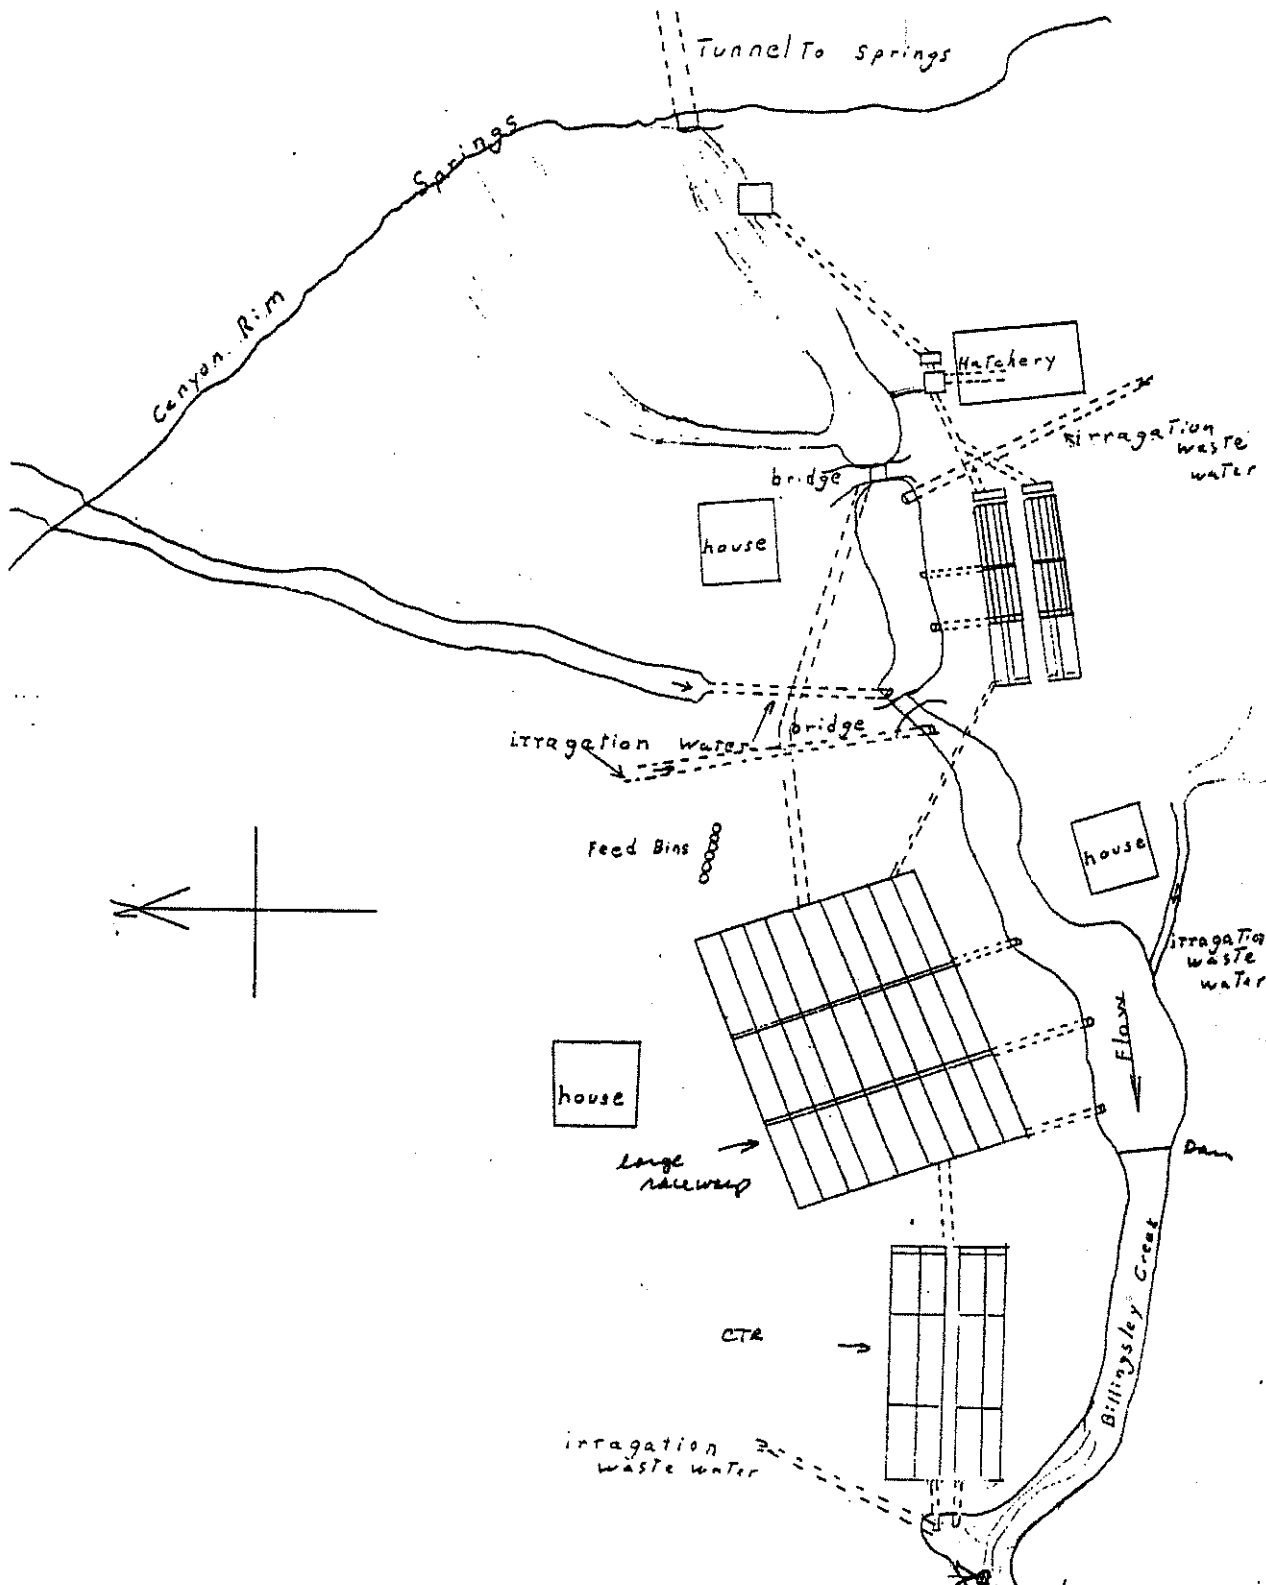 Tunnel To Springs
Springs
Canyon Rim
Hatchery
irragation
waste
water
bridge
house
bridge
irragation water
Feed Bins
house
irragation
waste
water
Flow
house
large
raceway
Dam
Billingsley Creek
CTR
irragation
waste water